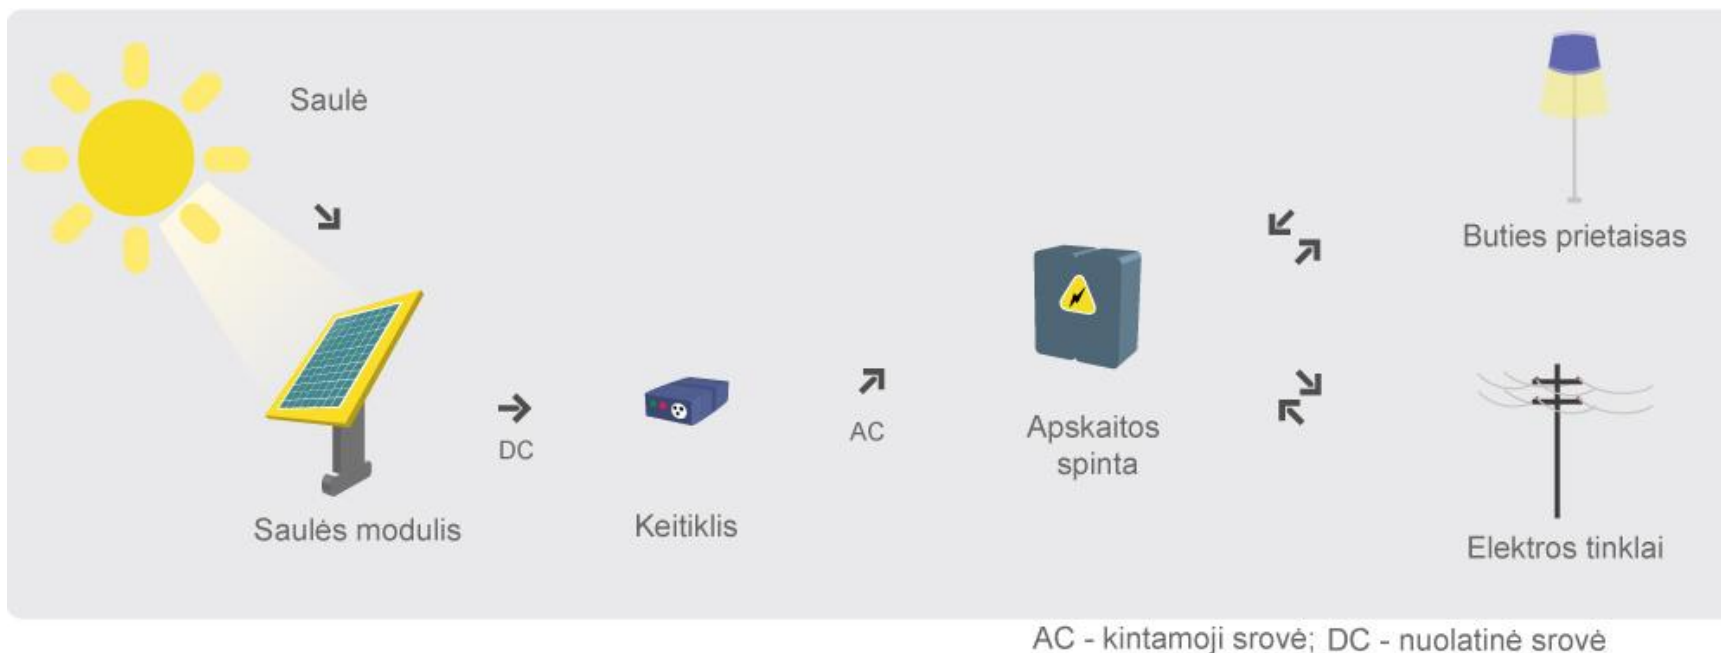 Saulė
Saulės modulis
DC
Keitiklis
AC
Apskaitos
spinta
Buties prietaisas
Elektros tinklai
AC - kintamoji srovė; DC - nuolatinė srovė